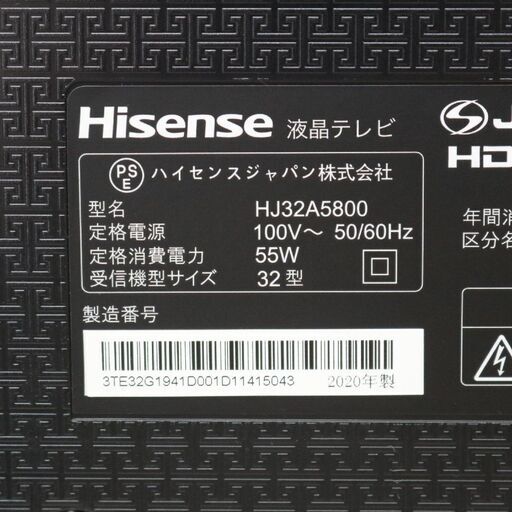 Hisense 液晶テレビ
PS
E
ハイセンスジャパン株式会社
型名 HJ32A5800
定格電源 100V～ 50/60Hz
定格消費電力 55W
受信機型サイズ 32型
製造番号
3TE32G1941D001D11415043 2020年製
HD
年間消
区分名